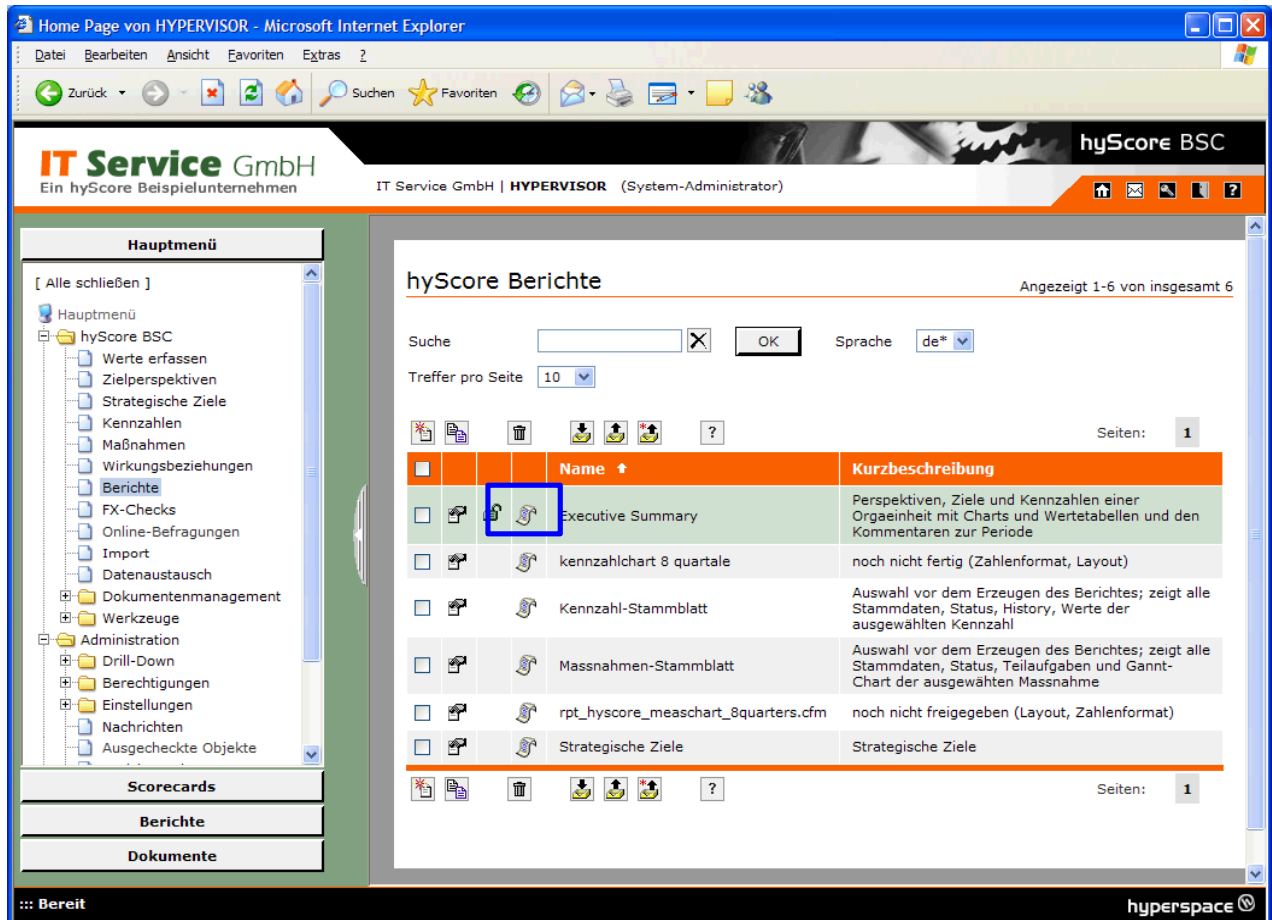 Home Page von HYPERVISOR - Microsoft Internet Explorer
Datei Bearbeiten Ansicht Favoriten Extras ?
Zurück Suchen Favoriten
hyScore BSC
IT Service GmbH
Ein hyScore Beispielunternehmen
IT Service GmbH | HYPERVISOR (System-Administrator)
Hauptmenü
[ Alle schließen ]
Hauptmenü
hyScore BSC
Werte erfassen
Zielperspektiven
Strategische Ziele
Kennzahlen
Maßnahmen
Wirkungsbeziehungen
Berichte
FX-Checks
Online-Befragungen
Import
Datenaustausch
Dokumentenmanagement
Werkzeuge
Administration
Drill-Down
Berechtigungen
Einstellungen
Nachrichten
Ausgecheckte Objekte
Scorecards
Berichte
Dokumente
hyScore Berichte
Angezeigt 1-6 von insgesamt 6
Suche OK Sprache de*
Treffer pro Seite 10
? Seiten: 1
Name Kurzbeschreibung
Executive Summary
Perspektiven, Ziele und Kennzahlen einer
Orgaeinheit mit Charts und Wertetabellen und den
Kommentaren zur Periode
kennzahlchart 8 quartale
noch nicht fertig (Zahlenformat, Layout)
Kennzahl-Stammblatt
Auswahl vor dem Erzeugen des Berichtes; zeigt alle
Stammdaten, Status, History, Werte der
ausgewählten Kennzahl
Massnahmen-Stammblatt
Auswahl vor dem Erzeugen des Berichtes; zeigt alle
Stammdaten, Status, Teilaufgaben und Gannt-
Chart der ausgewähten Massnahme
rpt_hyscore_measchart_8quarters.cfm
noch nicht freigegeben (Layout, Zahlenformat)
Strategische Ziele
Strategische Ziele
? Seiten: 1
::: Bereit
hyperspace